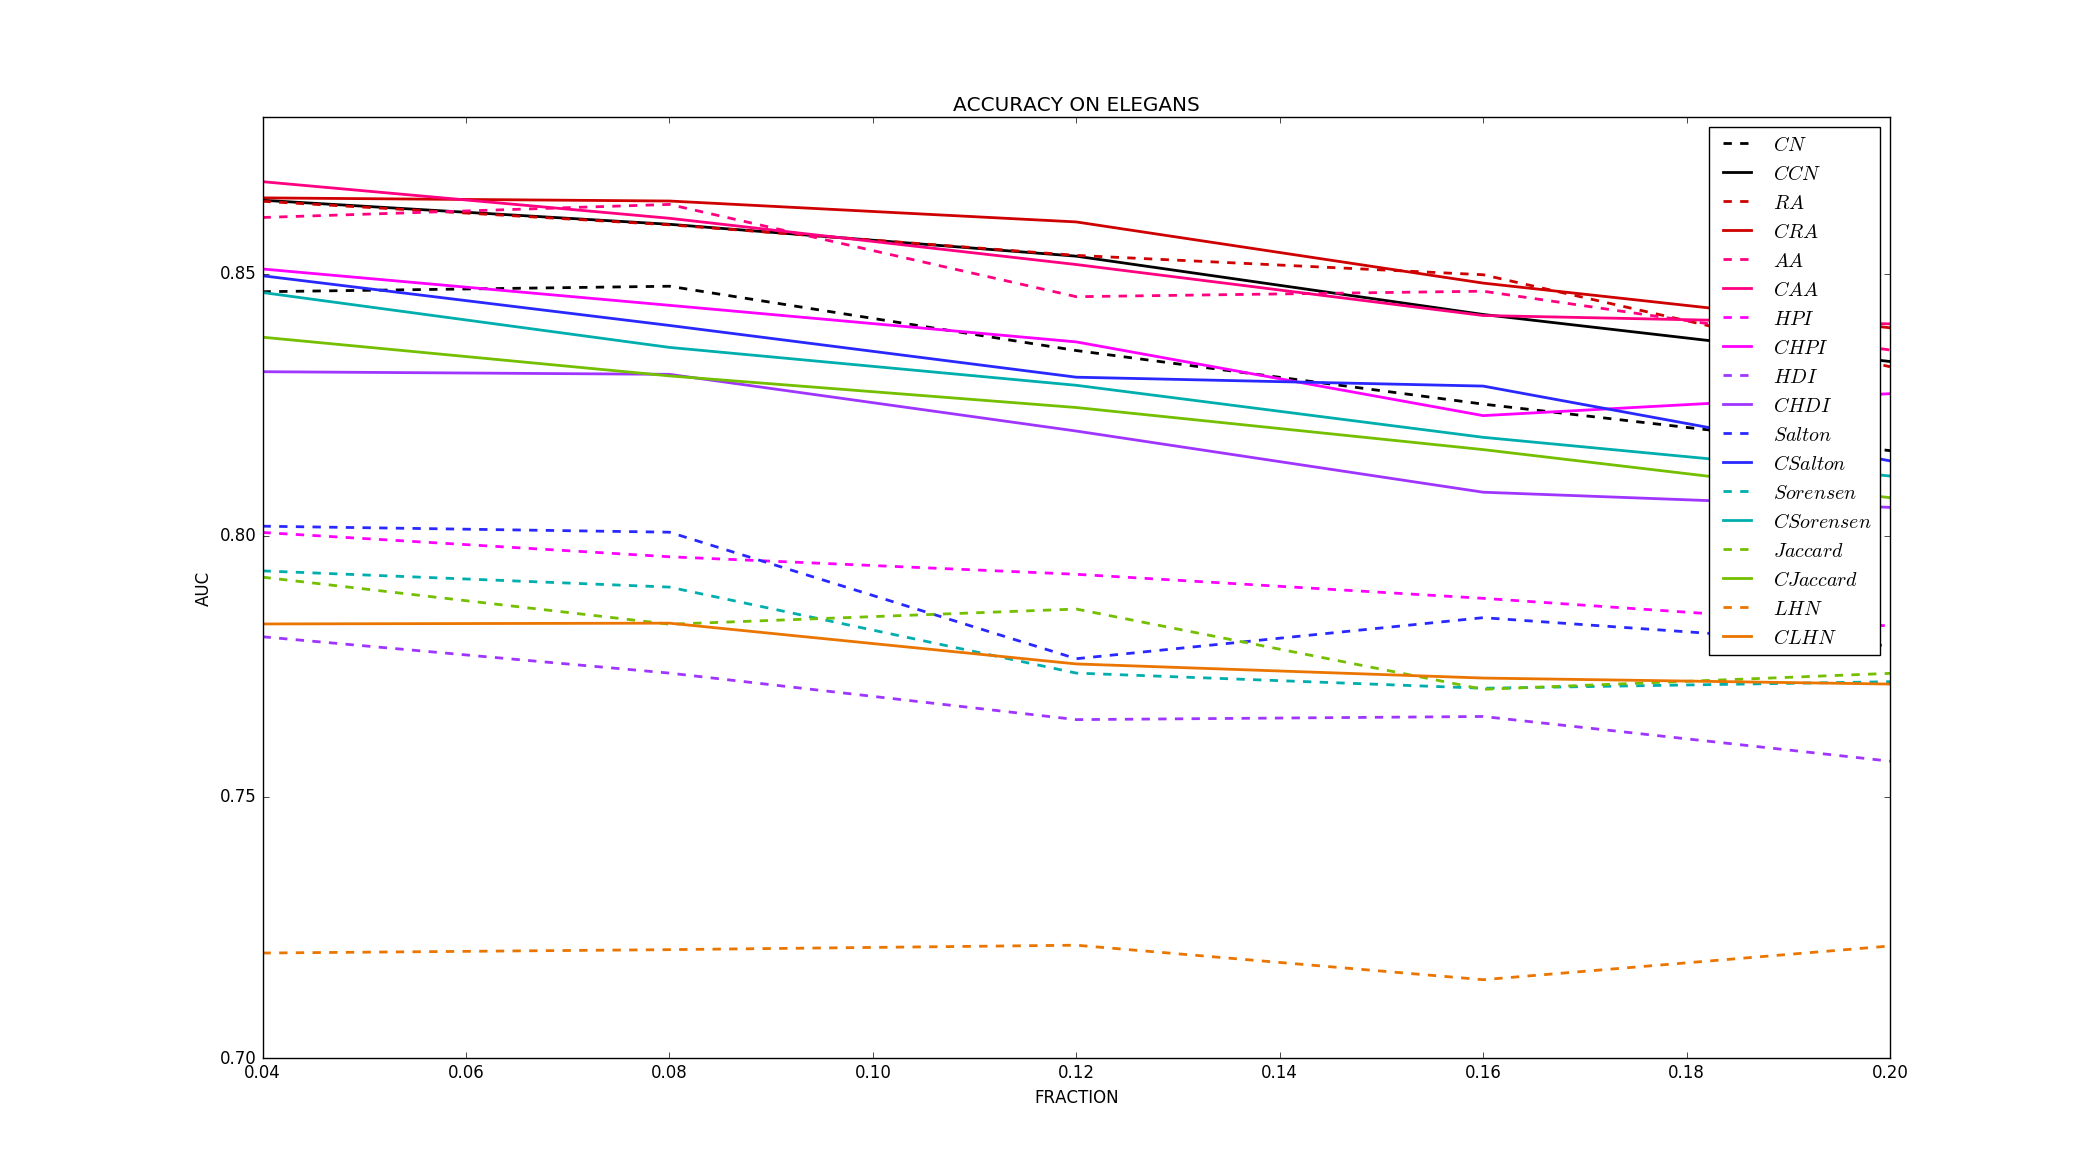 ACCURACY ON ELEGANS
CN
CCN
RA
CRA
AA
CAA
HPI
CHPI
HDI
CHDI
Salton
CSalton
Sorensen
CSorensen
Jaccard
CJaccard
LHN
CLHN
0.85
0.80
0.75
0.70
AUC
0.04 0.06 0.08 0.10 0.12 0.14 0.16 0.18 0.20
FRACTION